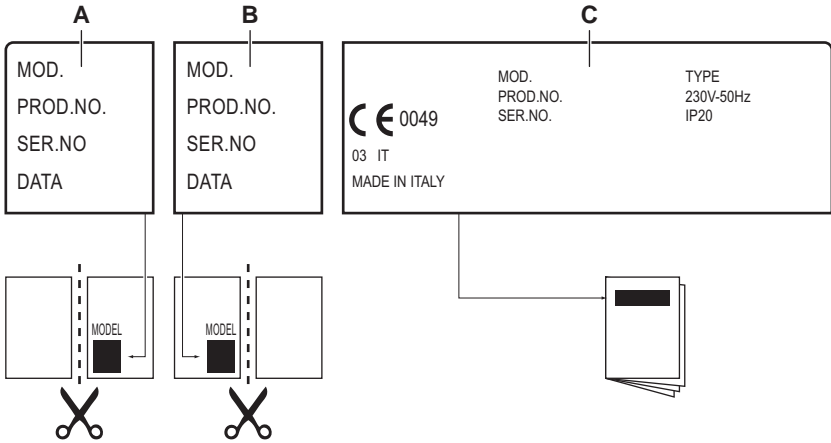 A
B
C
MOD.
PROD.NO.
SER.NO
DATA
MOD.
PROD.NO.
SER.NO
DATA
MOD.
PROD.NO.
SER.NO.
TYPE
230V-50Hz
IP20
CE 0049
03 IT
MADE IN ITALY
MODEL
MODEL